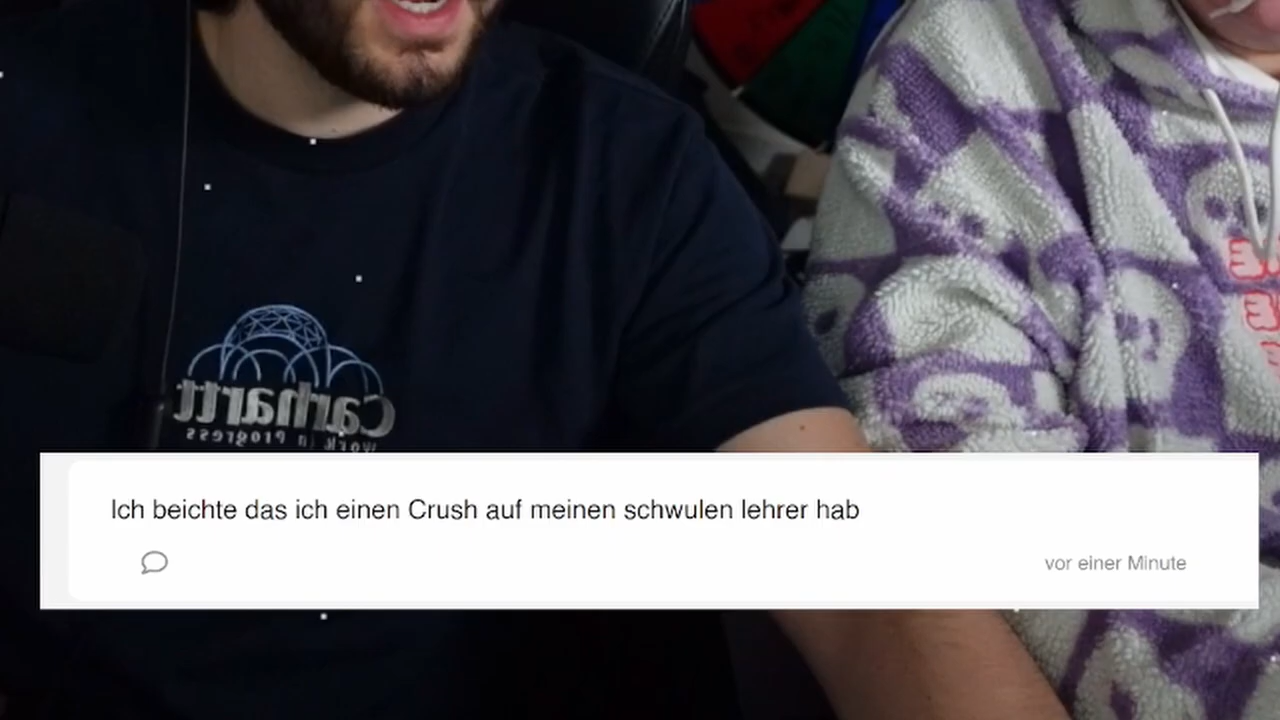 Carhartt
Work in Progress
Ich beichte das ich einen Crush auf meinen schwulen lehrer hab
vor einer Minute